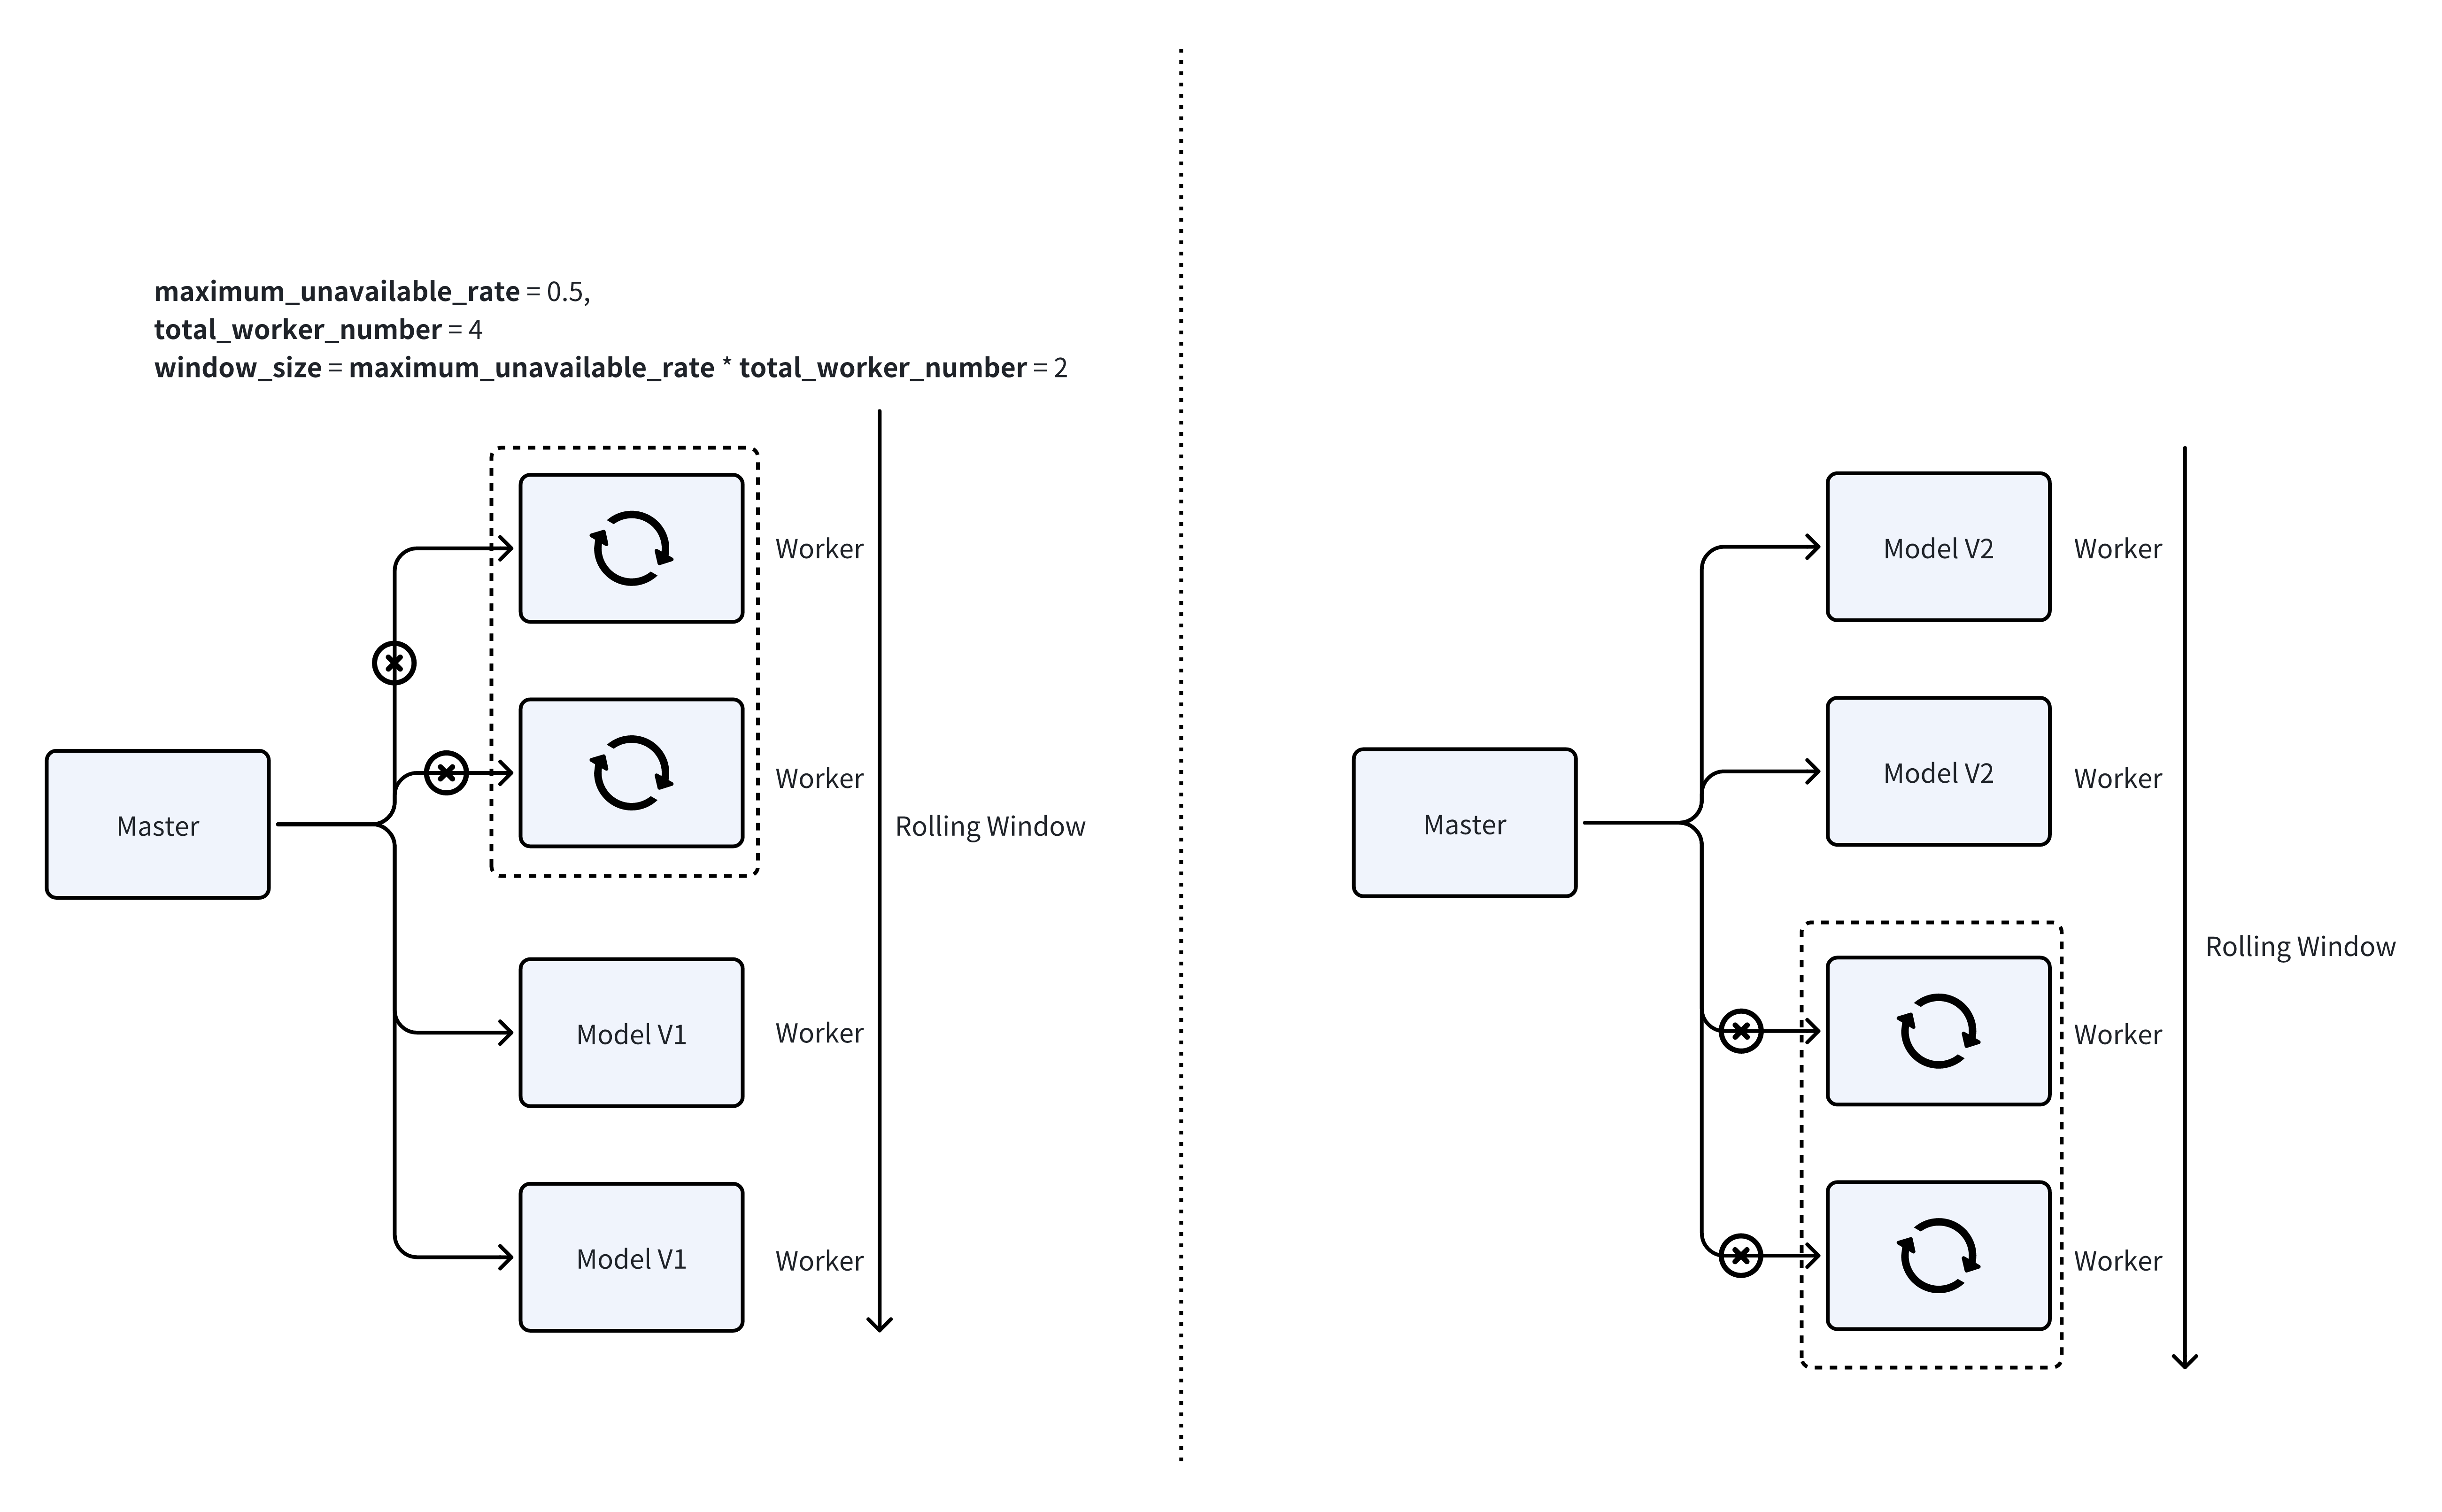 maximum_unavailable_rate = 0.5,
total_worker_number = 4
window_size = maximum_unavailable_rate * total_worker_number = 2
Worker
Worker
Master
Rolling Window
Model V1
Worker
Model V1
Worker
Model V2
Worker
Model V2
Worker
Master
Rolling Window
Worker
Worker